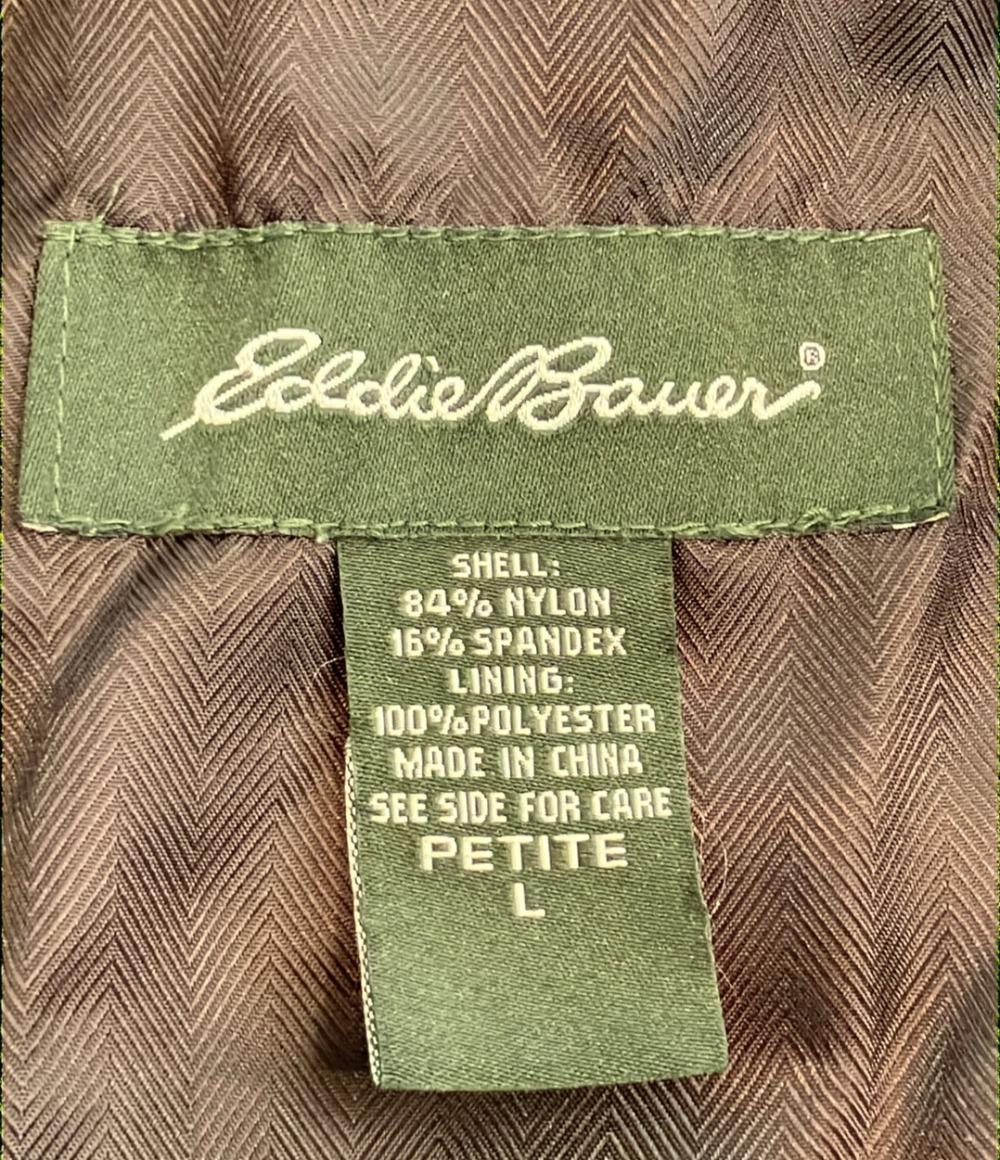 Eddie Bauer®
SHELL:
84% NYLON
16% SPANDEX
LINING:
100% POLYESTER
MADE IN CHINA
SEE SIDE FOR CARE
PETITE
L